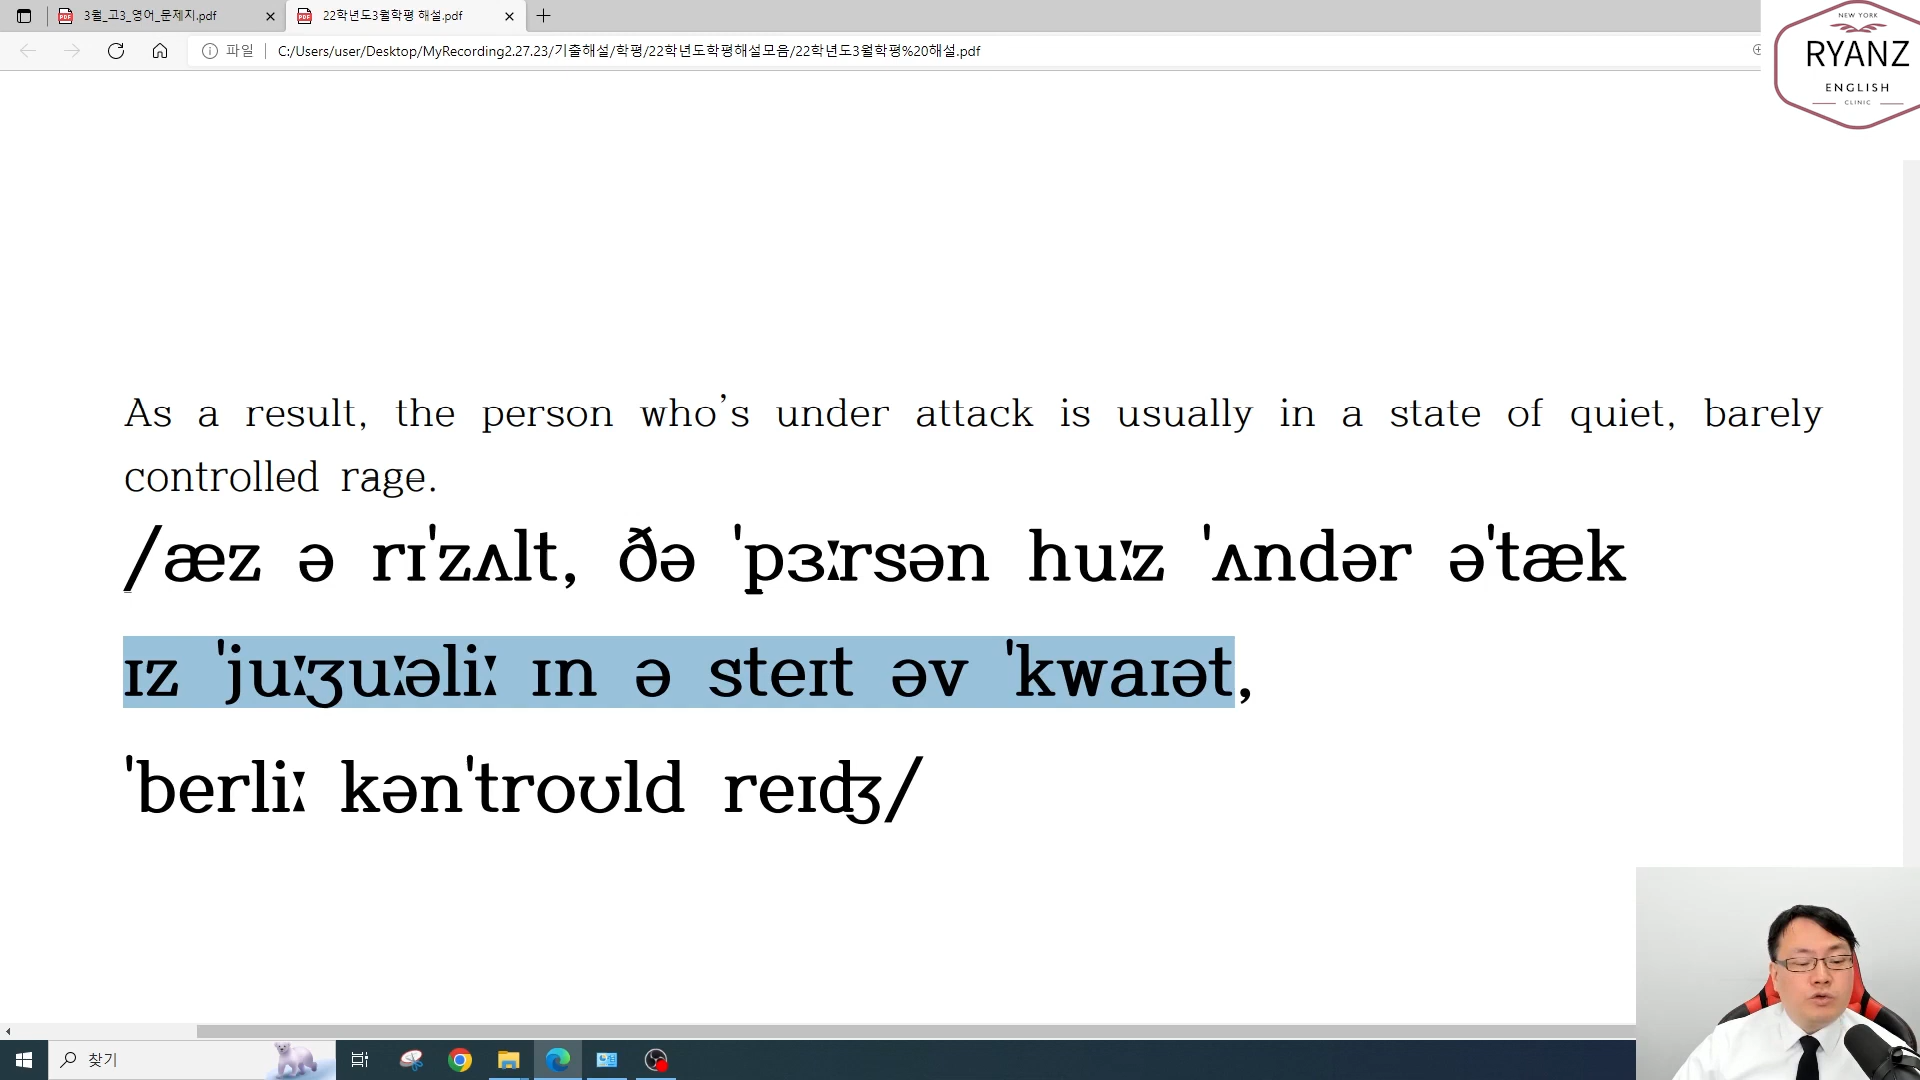 3월_고3_영어_문제지.pdf
22학년도3월학평 해설.pdf
파일
C:/Users/user/Desktop/MyRecording2.27.23/기출해설/학평/22학년도학평해설모음/22학년도3월학평%20해설.pdf
NEW YORK
RYANZ
ENGLISH
CLINIC
As a result, the person who's under attack is usually in a state of quiet, barely
controlled rage.
/æz ə rɪˈzʌlt, ðə ˈpɜːrsən huːz ˈʌndər əˈtæk
ɪz ˈjuːʒuːəliː ɪn ə steɪt əv ˈkwaɪət,
ˈberliː kənˈtroʊld reɪʤ/
찾기